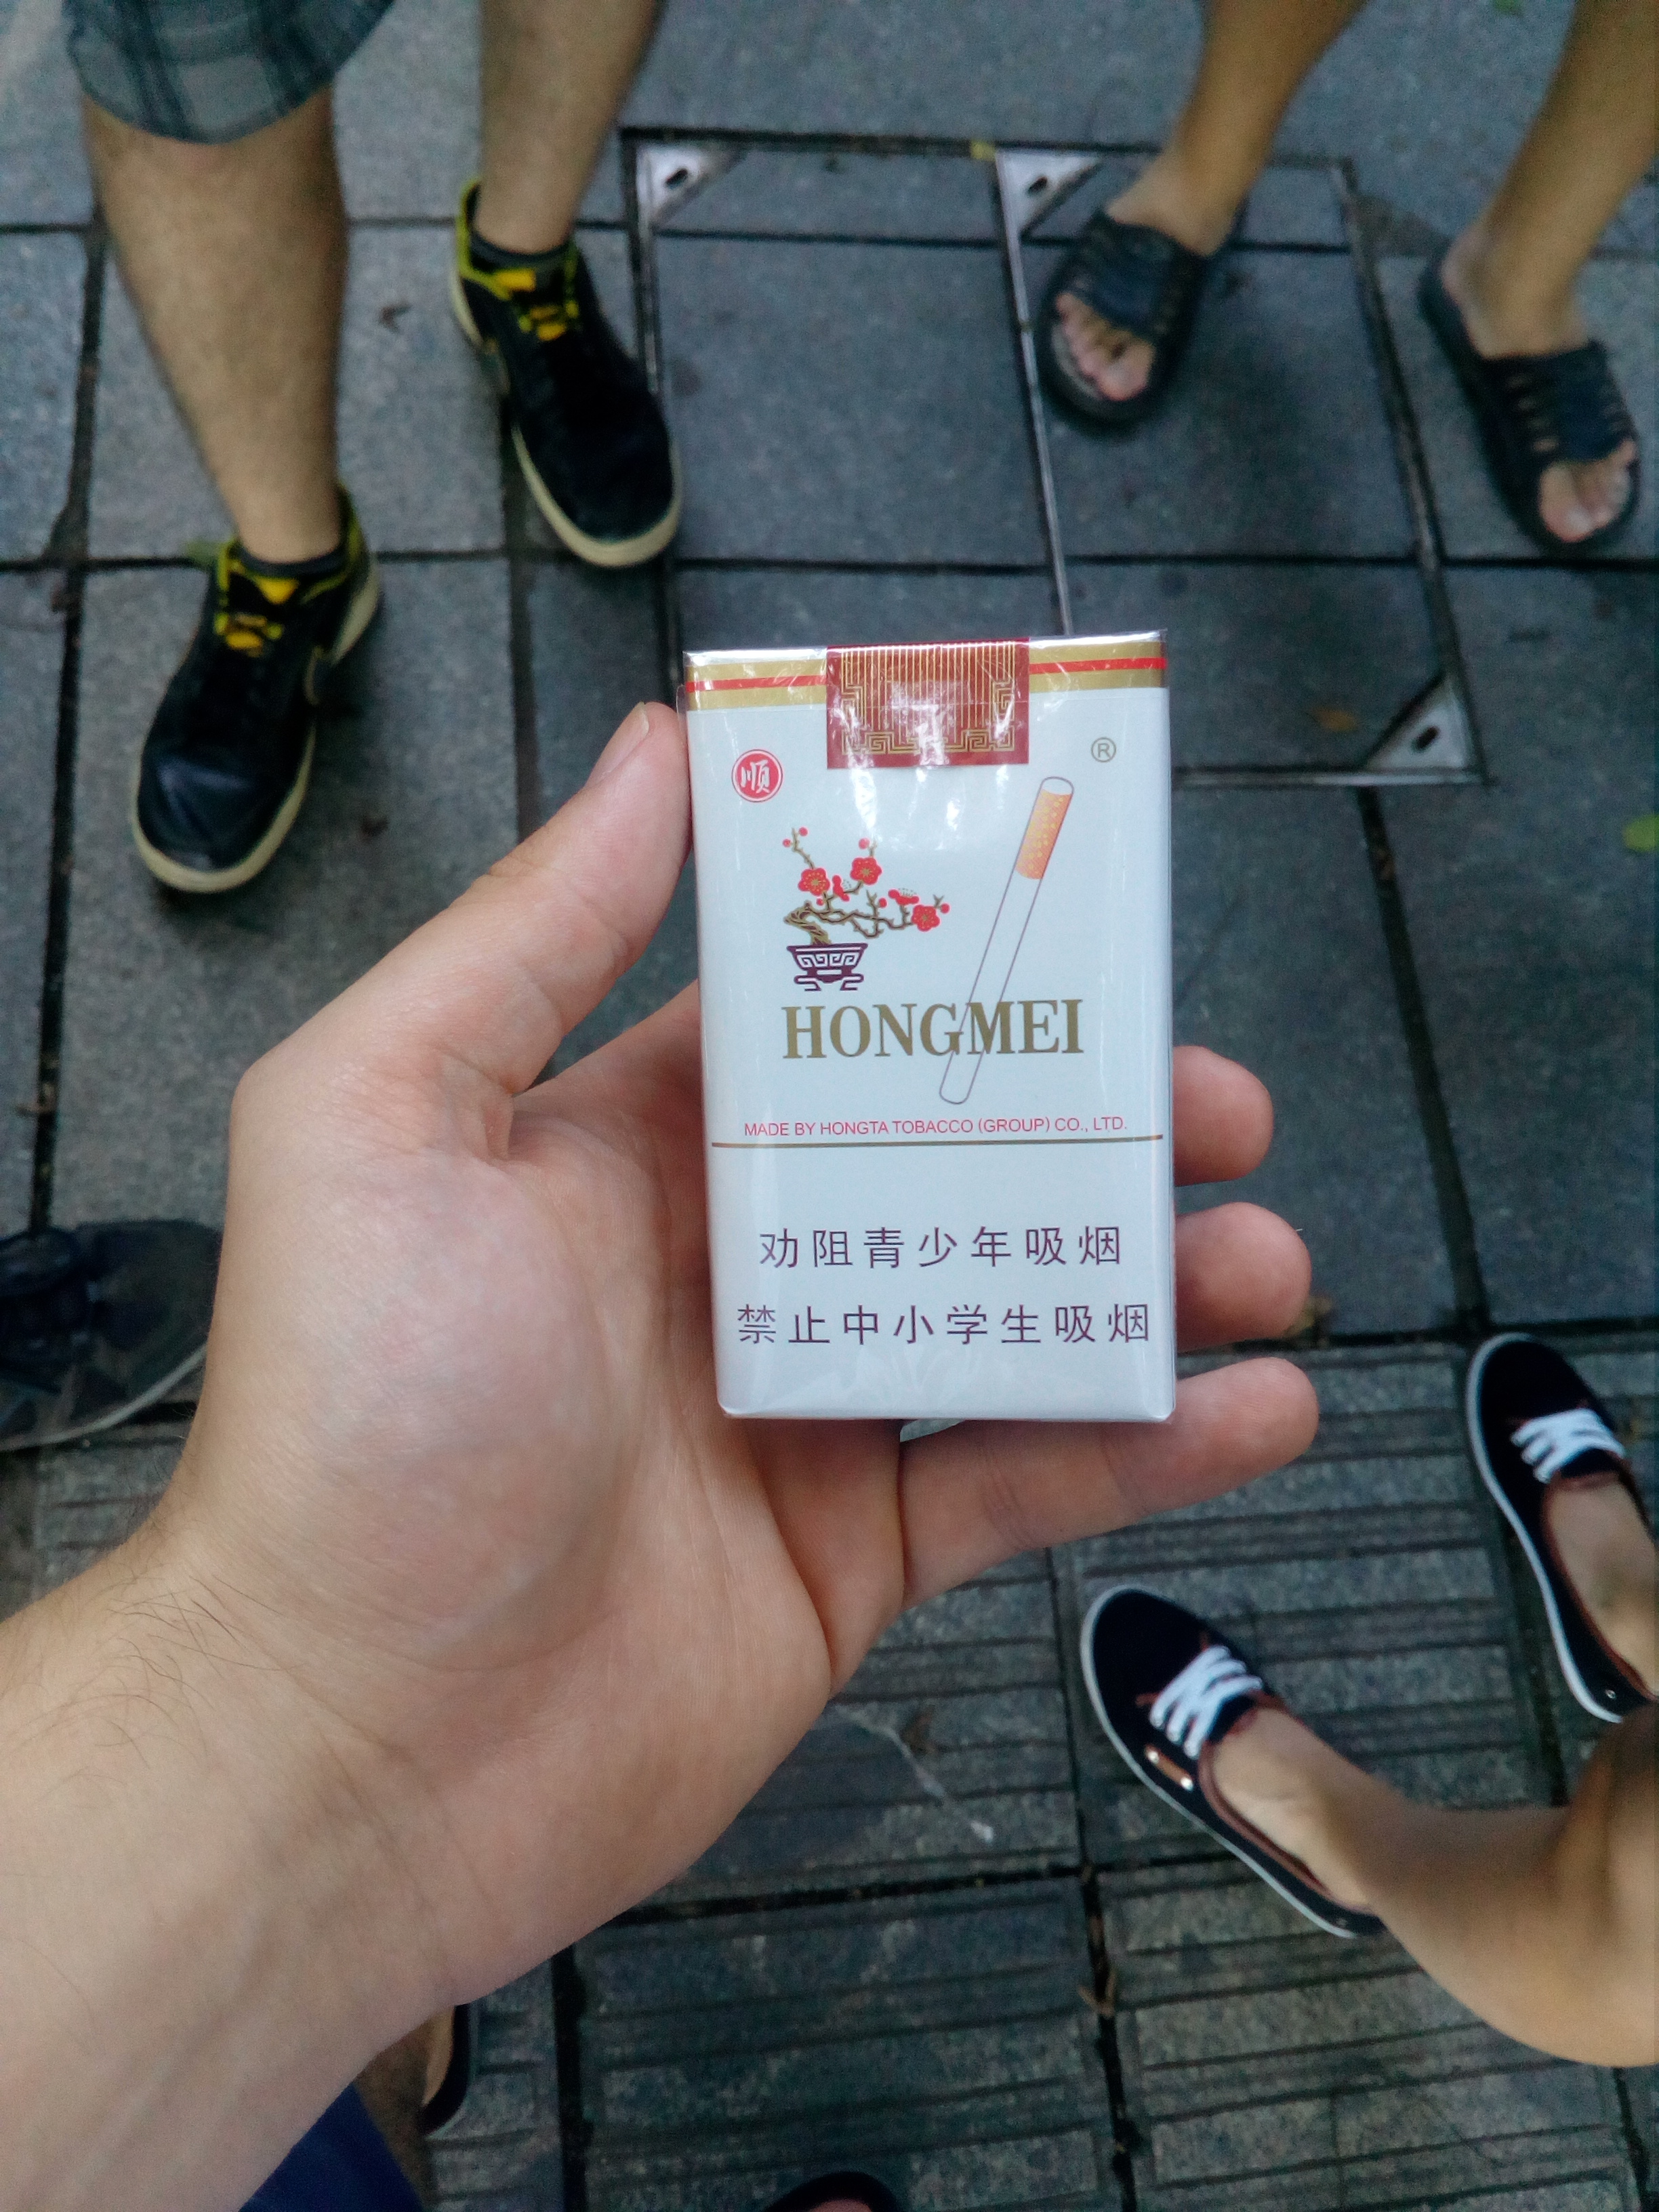 顺
®
HONGMEI
MADE BY HONGTA TOBACCO (GROUP) CO., LTD.
劝阻青少年吸烟
禁止中小学生吸烟